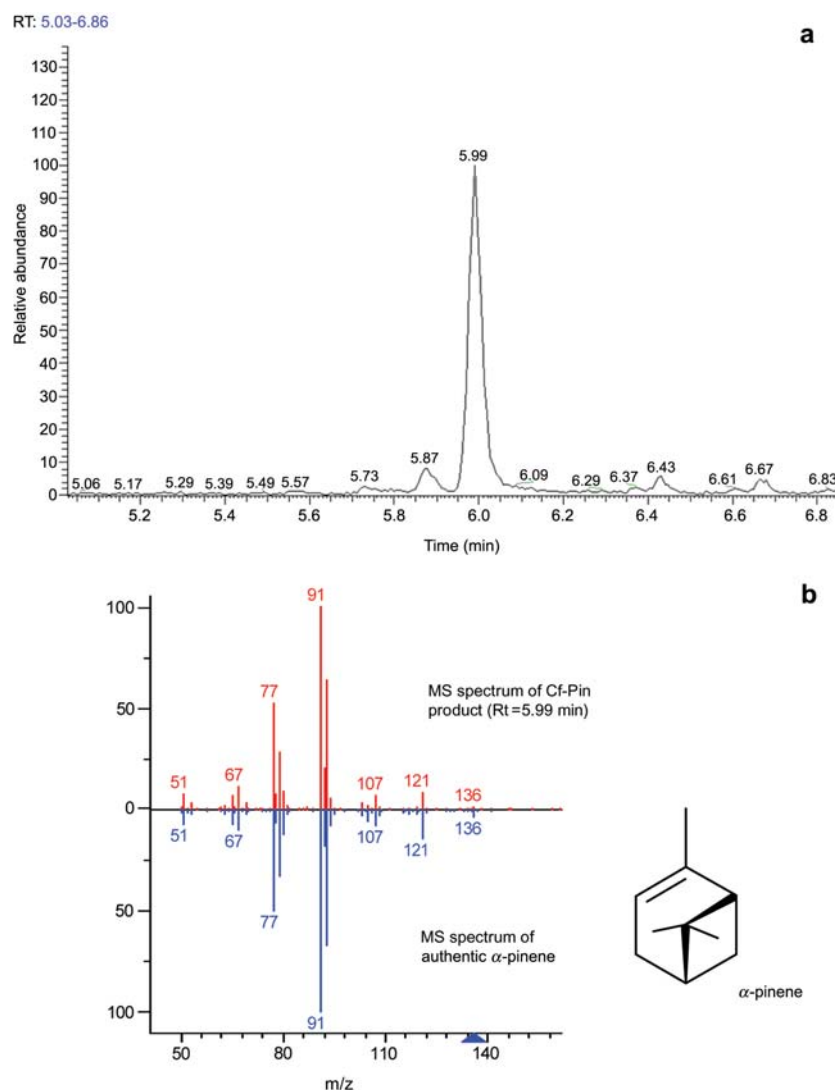 RT: 5.03-6.86
a
130
120
110
100
90
80
70
60
50
40
30
20
10
0
Relative abundance
5.99
5.06 5.17 5.29 5.39 5.49 5.57 5.73 5.87 6.09 6.29 6.37 6.43 6.61 6.67 6.83
5.2 5.4 5.6 5.8 6.0 6.2 6.4 6.6 6.8
Time (min)
b
100
50
0
50
100
91
77
51 67 107 121 136
MS spectrum of Cf-Pin
product (Rt=5.99 min)
51 67 107 121 136
77
91
MS spectrum of
authentic α-pinene
50 80 110 140
m/z
α-pinene